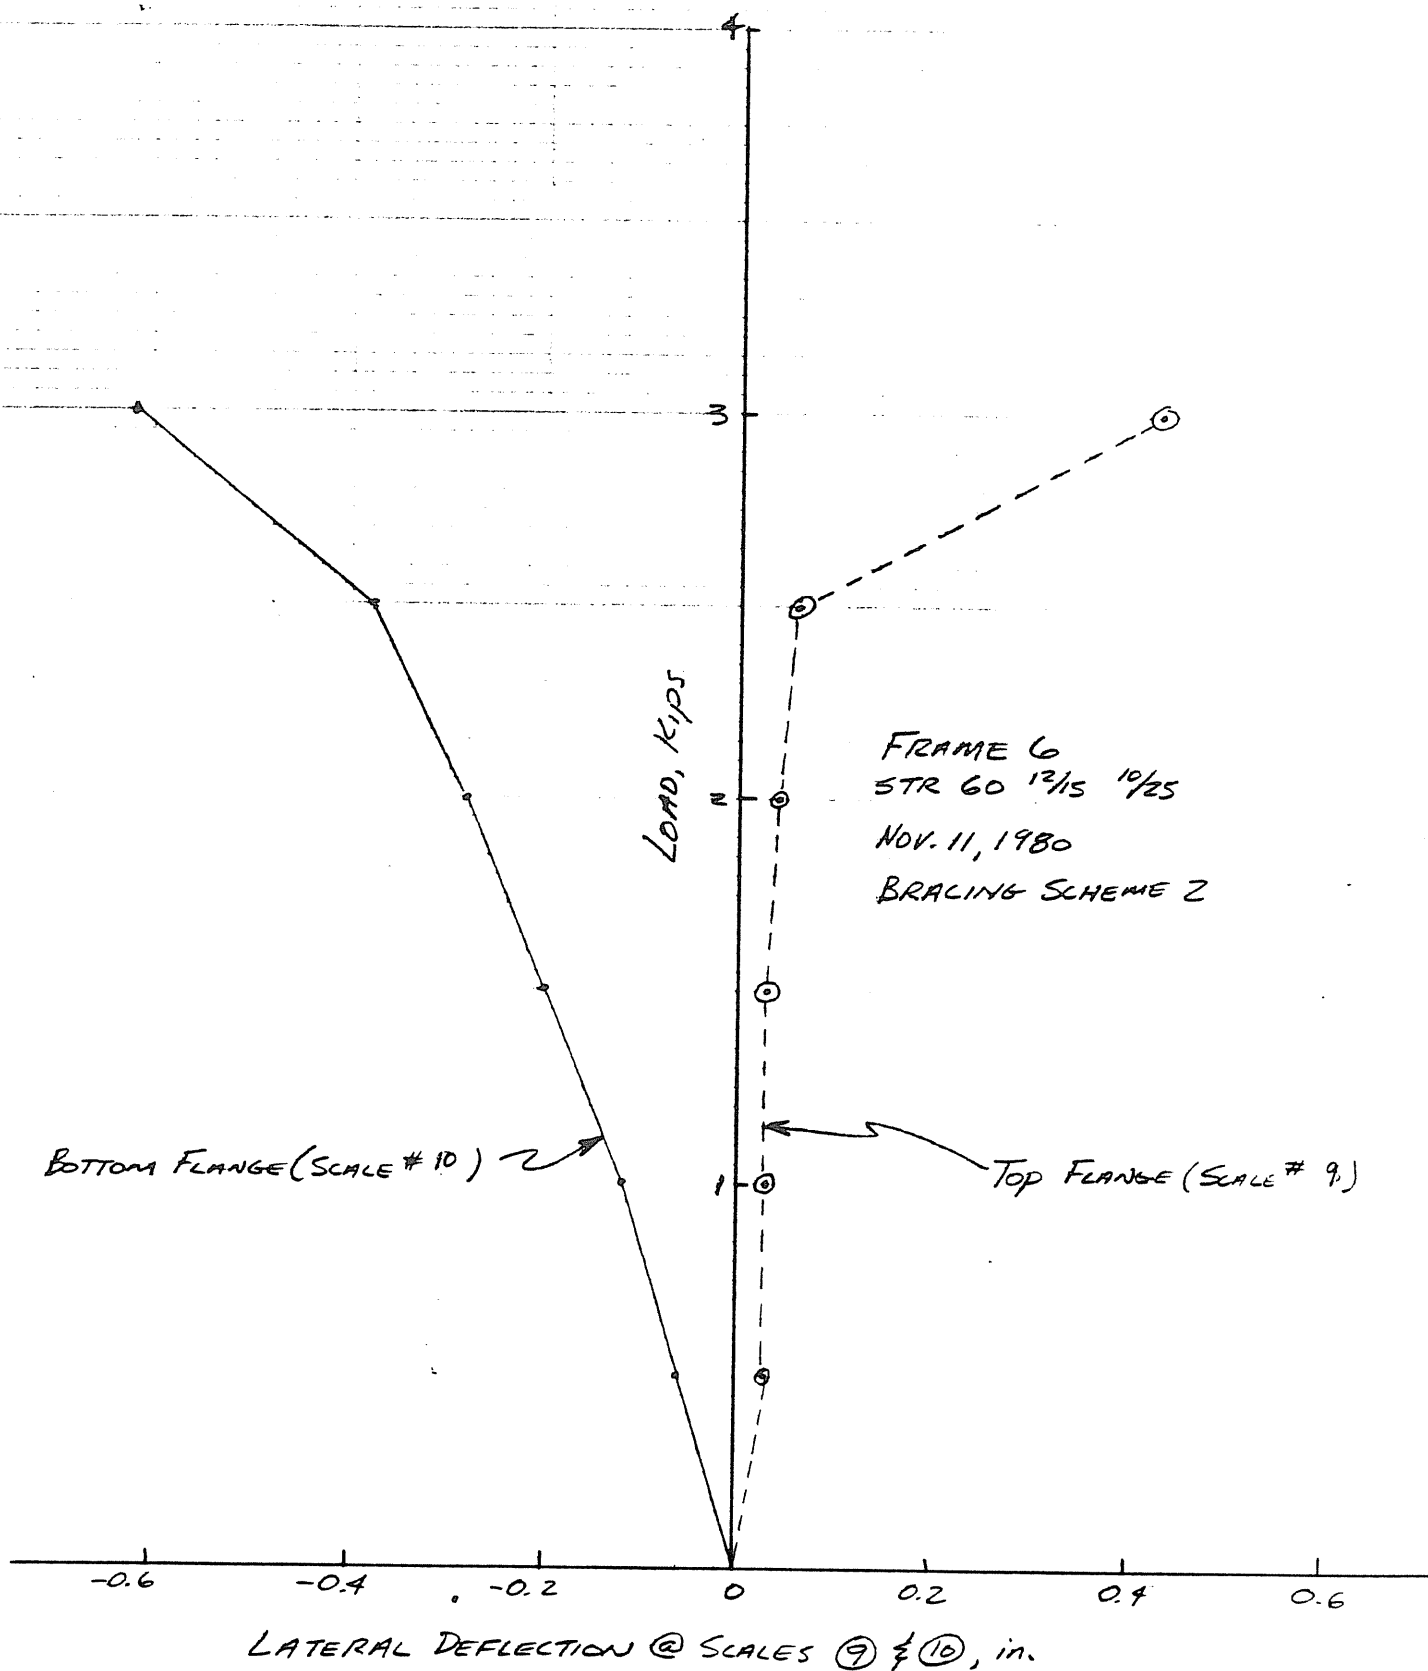 4
3
2
1
LOAD, Kips
FRAME 6
STR 60 12/15 10/25
NOV. 11, 1980
BRACING SCHEME 2
BOTTOM FLANGE (SCALE # 10)
TOP FLANGE (SCALE # 9)
-0.6 -0.4 -0.2 0 0.2 0.4 0.6
LATERAL DEFLECTION @ SCALES ⑨ & ⑩, in.